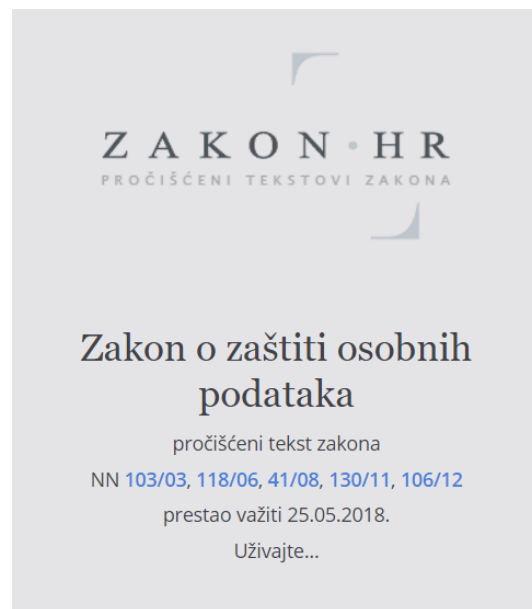 ZAKON·HR
PROČIŠĆENI TEKSTOVI ZAKONA
Zakon o zaštiti osobnih
podataka
pročišćeni tekst zakona
NN 103/03, 118/06, 41/08, 130/11, 106/12
prestao važiti 25.05.2018.
Uživajte...